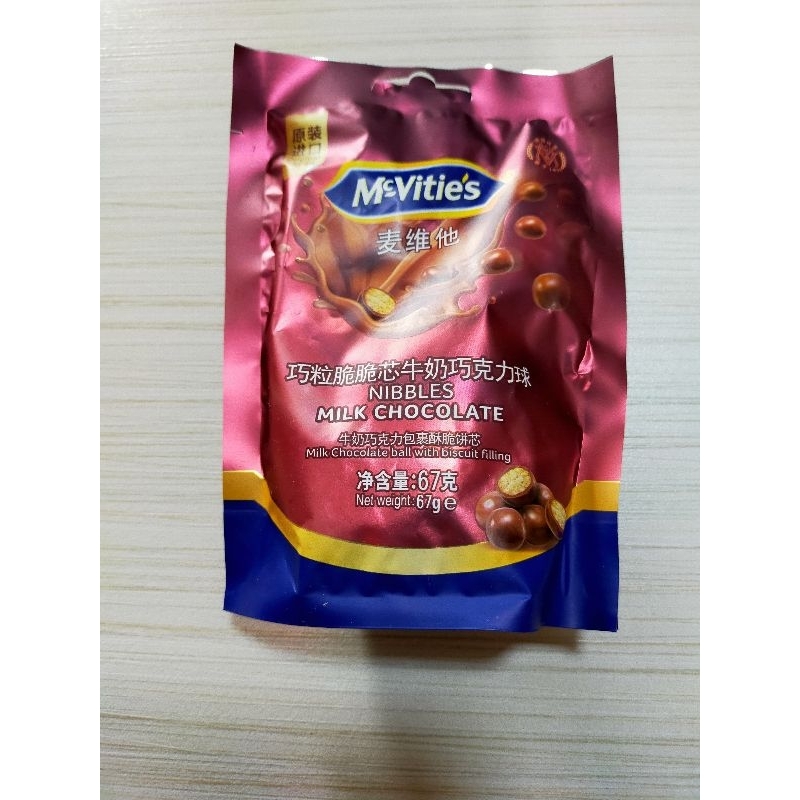 原装
进口
McVitie's
麦维他
巧粒脆脆芯牛奶巧克力球
NIBBLES
MILK CHOCOLATE
牛奶巧克力包裹酥脆饼芯
Milk Chocolate ball with biscuit filling
净含量:67克
Net weight:67g e